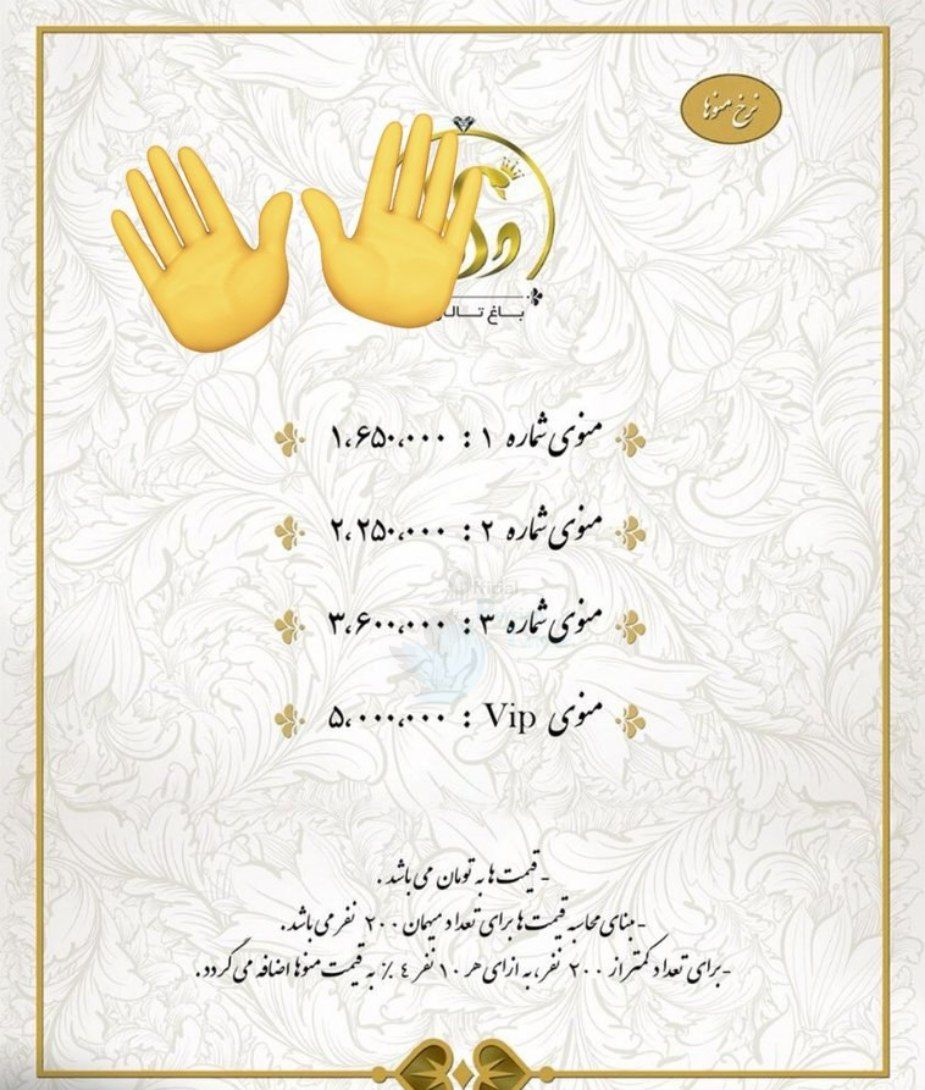 نرخ منوها
باغ تالار
منوی شماره ۱ : ۱،۶۵۰،۰۰۰
منوی شماره ۲ : ۲،۲۵۰،۰۰۰
منوی شماره ۳ : ۳،۶۰۰،۰۰۰
منوی Vip : ۵،۰۰۰،۰۰۰
- قیمت ها به تومان می باشد .
- مبنای محاسبه قیمت ها برای تعداد میهمان ۲۰۰ نفر می باشد .
- برای تعداد کمتر از ۲۰۰ نفر، به ازای هر ۱۰ نفر ٤ ٪ به قیمت منوها اضافه می گردد .